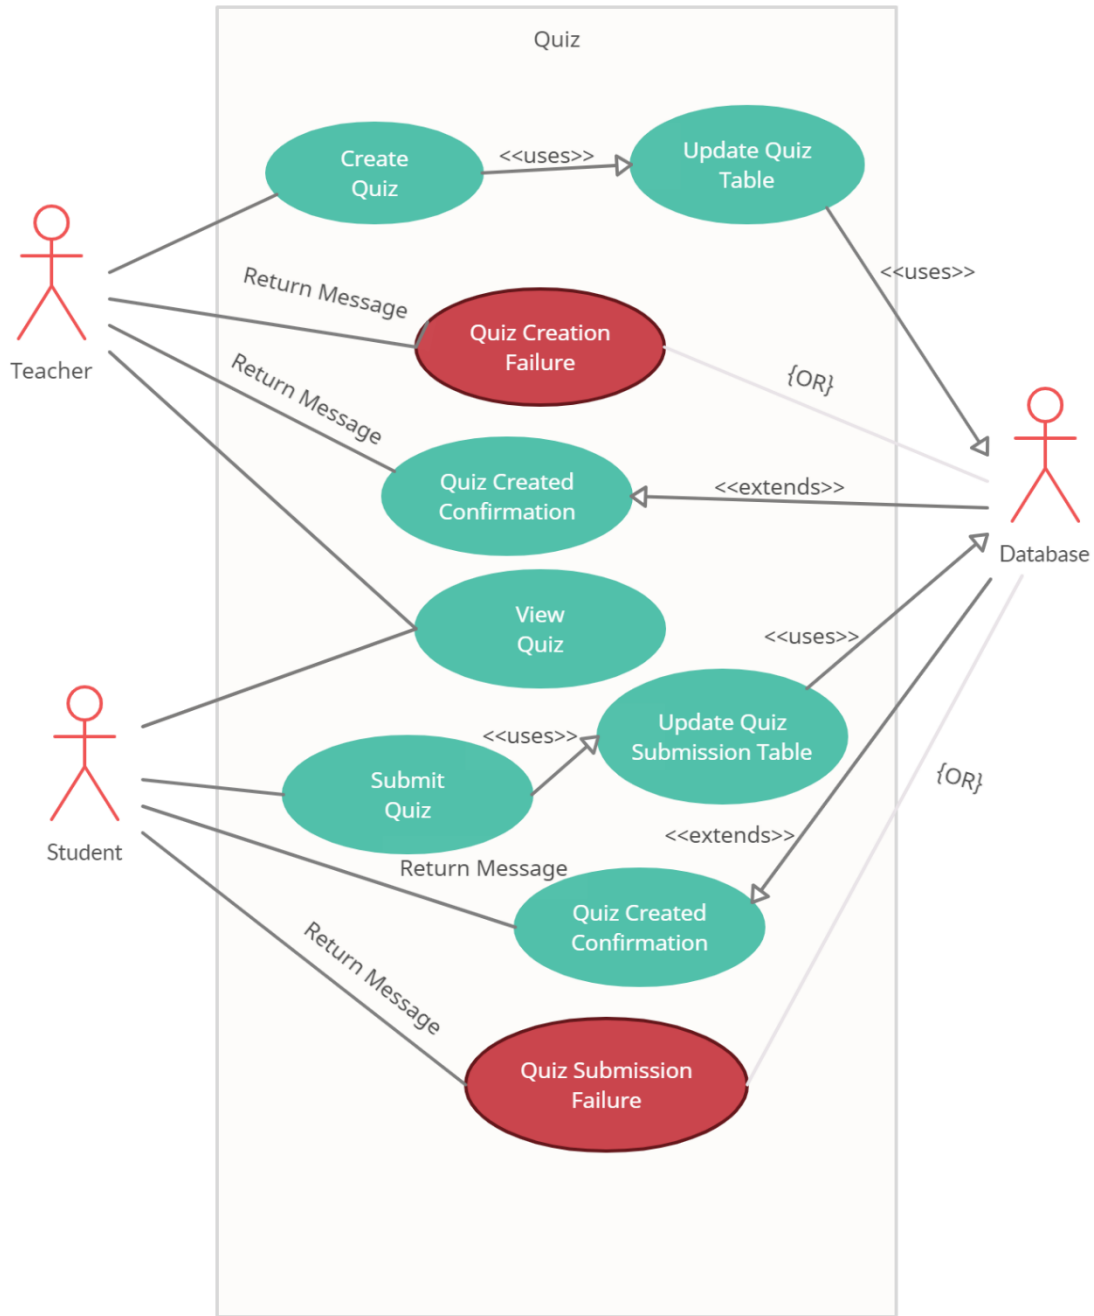 Quiz
Create
Quiz
<<uses>>
Update Quiz
Table
Teacher
Return Message
<<uses>>
Quiz Creation
Failure
{OR}
Return Message
Quiz Created
Confirmation
<<extends>>
Database
View
Quiz
<<uses>>
Student
Submit
Quiz
<<uses>>
Update Quiz
Submission Table
{OR}
<<extends>>
Return Message
Quiz Created
Confirmation
Return Message
Quiz Submission
Failure